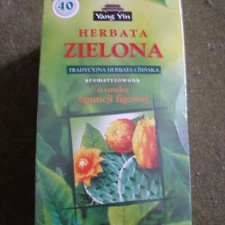 40
Yang Yin
HERBATA
ZIELONA
TRADYCYJNA HERBATA CHIŃSKA
aromatyzowana
o smaku
opuncji figowej